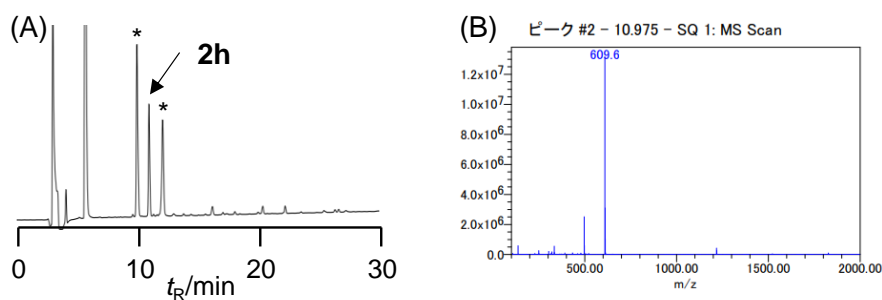 (A)
*
2h
*
0
10
20
30
tR/min
(B)
ピーク #2 - 10.975 - SQ 1: MS Scan
609.6
1.2x10⁷
1.0x10⁷
8.0x10⁶
6.0x10⁶
4.0x10⁶
2.0x10⁶
0.0
500.00
1000.00
1500.00
2000.00
m/z